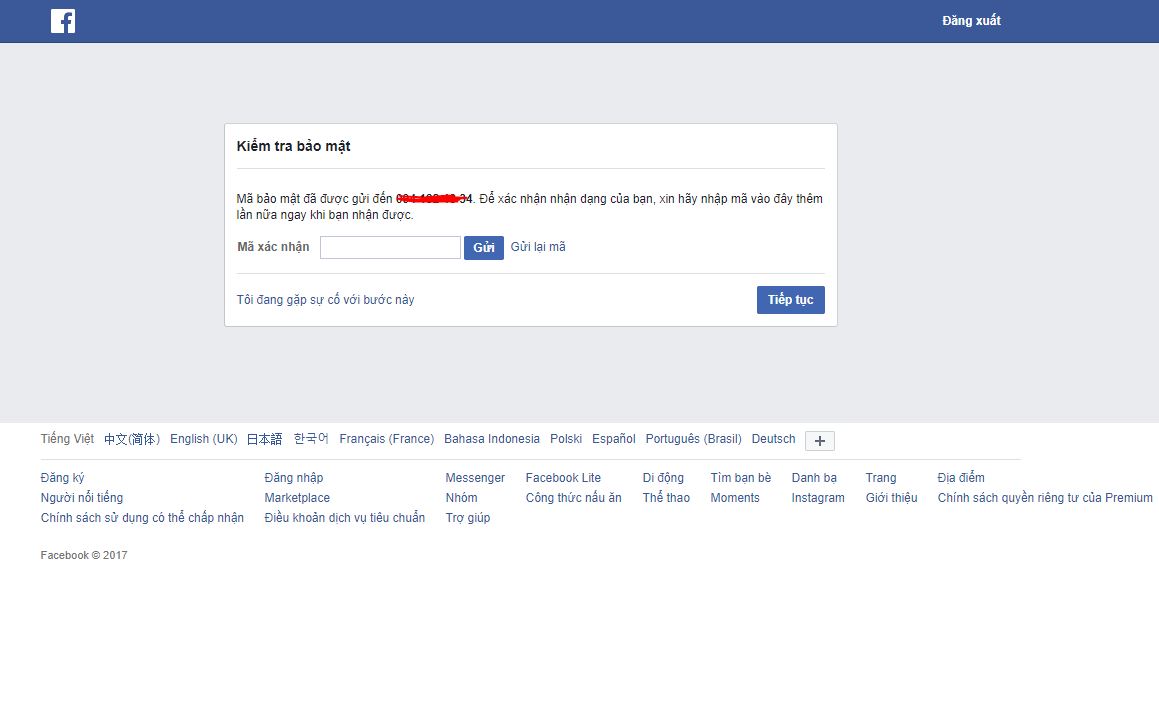 Đăng xuất
Kiểm tra bảo mật
Mã bảo mật đã được gửi đến 4. Để xác nhận nhận dạng của bạn, xin hãy nhập mã vào đây thêm
lần nữa ngay khi bạn nhận được.
Mã xác nhận Gửi Gửi lại mã
Tôi đang gặp sự cố với bước này Tiếp tục
Tiếng Việt 中文(简体) English (UK) 日本語 한국어 Français (France) Bahasa Indonesia Polski Español Português (Brasil) Deutsch +
Đăng ký Đăng nhập Messenger Facebook Lite Di động Tìm bạn bè Danh bạ Trang Địa điểm
Người nổi tiếng Marketplace Nhóm Công thức nấu ăn Thể thao Moments Instagram Giới thiệu Chính sách quyền riêng tư của Premium
Chính sách sử dụng có thể chấp nhận Điều khoản dịch vụ tiêu chuẩn Trợ giúp
Facebook © 2017